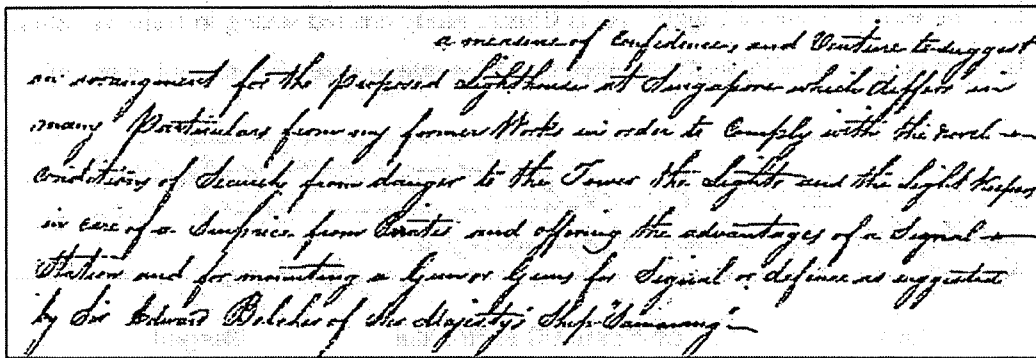 a measure of Confidence, and Venture to suggest
an arrangment for the proposed Lighthouse at Singapore which differs in
many Particulars from my former Works in order to Comply with the novel
Conditions of Security from danger to the Tower the Lights and the Light Keepers
in case of a Surprise from Pirates and offering the advantages of a Signal
Station and for mounting a Gun or Guns for Signal or defence as suggested
by Sir Edward Belcher of Her Majesty's Ship "Samarang"